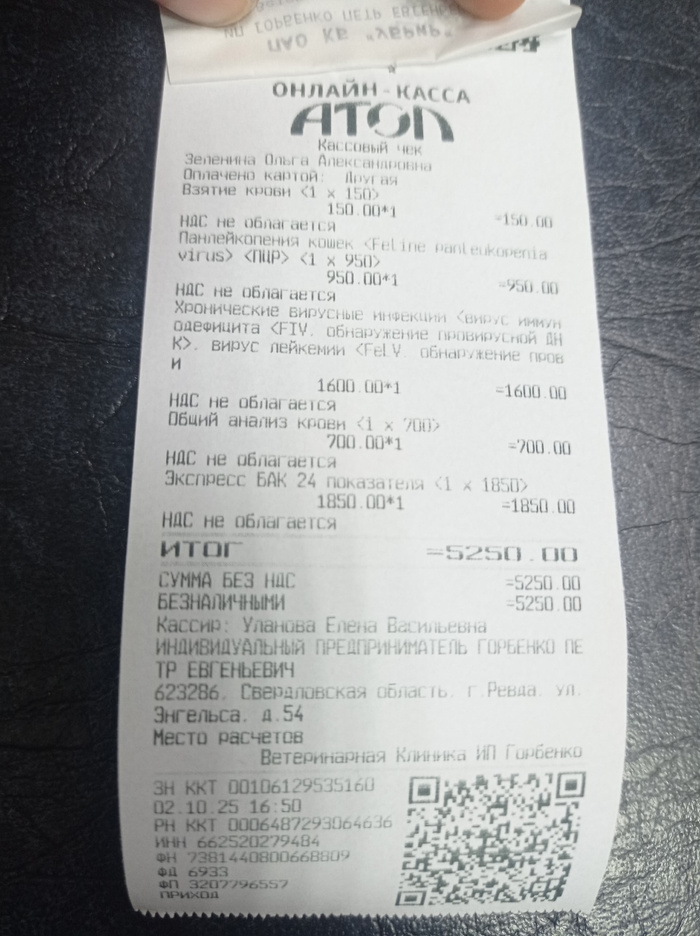 ОНЛАЙН-КАССА
АТОЛ
Кассовый чек
Зеленина Ольга Александровна
Оплачено картой: Другая
Взятие крови <1 x 150>
150.00*1 =150.00
НДС не облагается
Панлейкопения кошек <Feline panleukopenia
virus> <ПЦР> <1 x 950>
950.00*1 =950.00
НДС не облагается
Хронические вирусные инфекции <вирус иммун
одефицита <FIV. обнаружение провирусной ДН
К>. вирус лейкемии <FeLV. обнаружение пров
и
1600.00*1 =1600.00
НДС не облагается
Общий анализ крови <1 x 700>
700.00*1 =700.00
НДС не облагается
Экспресс БАК 24 показателя <1 x 1850>
1850.00*1 =1850.00
НДС не облагается
ИТОГ =5250.00
СУММА БЕЗ НДС =5250.00
БЕЗНАЛИЧНЫМИ =5250.00
Кассир: Уланова Елена Васильевна
ИНДИВИДУАЛЬНЫЙ ПРЕДПРИНИМАТЕЛЬ ГОРБЕНКО ПЕ
ТР ЕВГЕНЬЕВИЧ
623286. Свердловская область. г.Ревда. ул.
Энгельса. д.54
Место расчетов
Ветеринарная Клиника ИП Горбенко
ЗН ККТ 00106129535160
02.10.25 16:50
РН ККТ 0006487293064636
ИНН 662520279484
ФН 7381440800668809
ФД 6933
ФП 3207796557
ПРИХОД